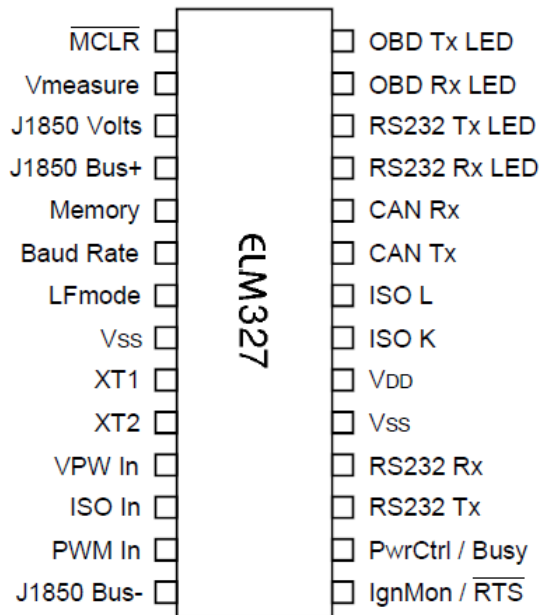 MCLR OBD Tx LED
Vmeasure OBD Rx LED
J1850 Volts RS232 Tx LED
J1850 Bus+ RS232 Rx LED
Memory CAN Rx
Baud Rate CAN Tx
LFmode ISO L
Vss ISO K
XT1 VDD
XT2 Vss
VPW In RS232 Rx
ISO In RS232 Tx
PWM In PwrCtrl / Busy
J1850 Bus- IgnMon / RTS
ELM327